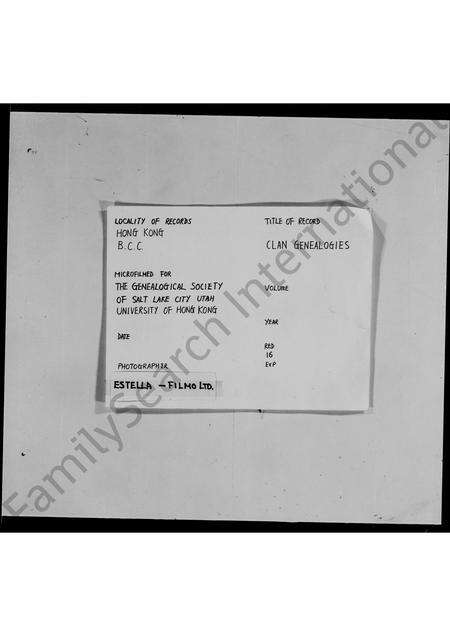 LOCALITY OF RECORDS
HONG KONG
B.C.C.
TITLE OF RECORD
CLAN GENEALOGIES
MICROFILMED FOR
THE GENEALOGICAL SOCIETY
OF SALT LAKE CITY UTAH
UNIVERSITY OF HONG KONG
VOLUME
YEAR
DATE
RED
16
EXP
PHOTOGRAPHER
ESTELLA - FILMO LTD.
FamilySearch International